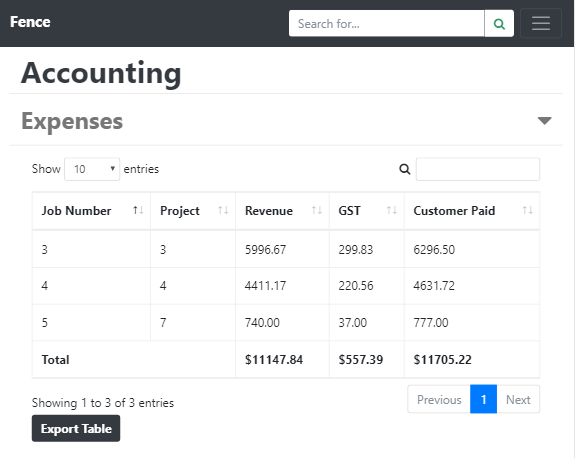 Fence
Search for...
Accounting
Expenses
Show 10 entries
Job Number Project Revenue GST Customer Paid
3 3 5996.67 299.83 6296.50
4 4 4411.17 220.56 4631.72
5 7 740.00 37.00 777.00
Total $11147.84 $557.39 $11705.22
Showing 1 to 3 of 3 entries
Previous 1 Next
Export Table